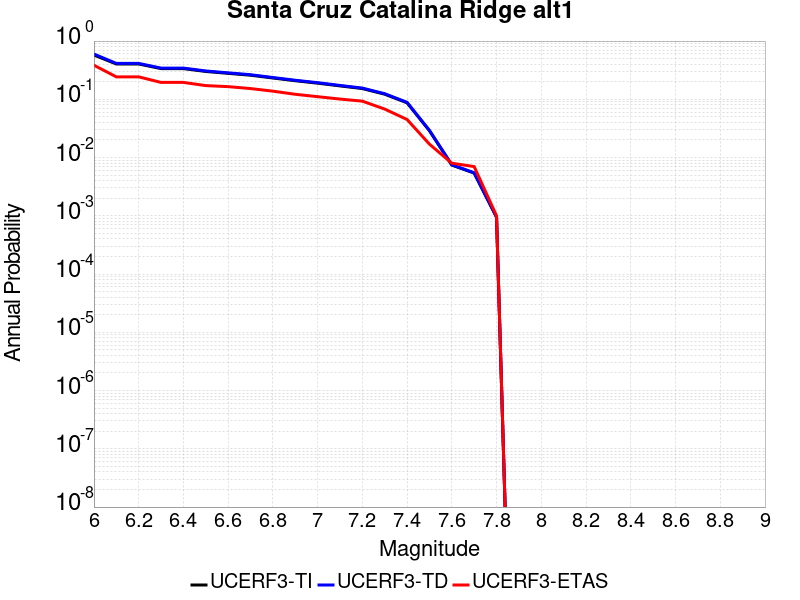 Santa Cruz Catalina Ridge alt1
10^0
10^-1
10^-2
10^-3
10^-4
10^-5
10^-6
10^-7
10^-8
Annual Probability
6 6.2 6.4 6.6 6.8 7 7.2 7.4 7.6 7.8 8 8.2 8.4 8.6 8.8 9
Magnitude
UCERF3-TI UCERF3-TD UCERF3-ETAS